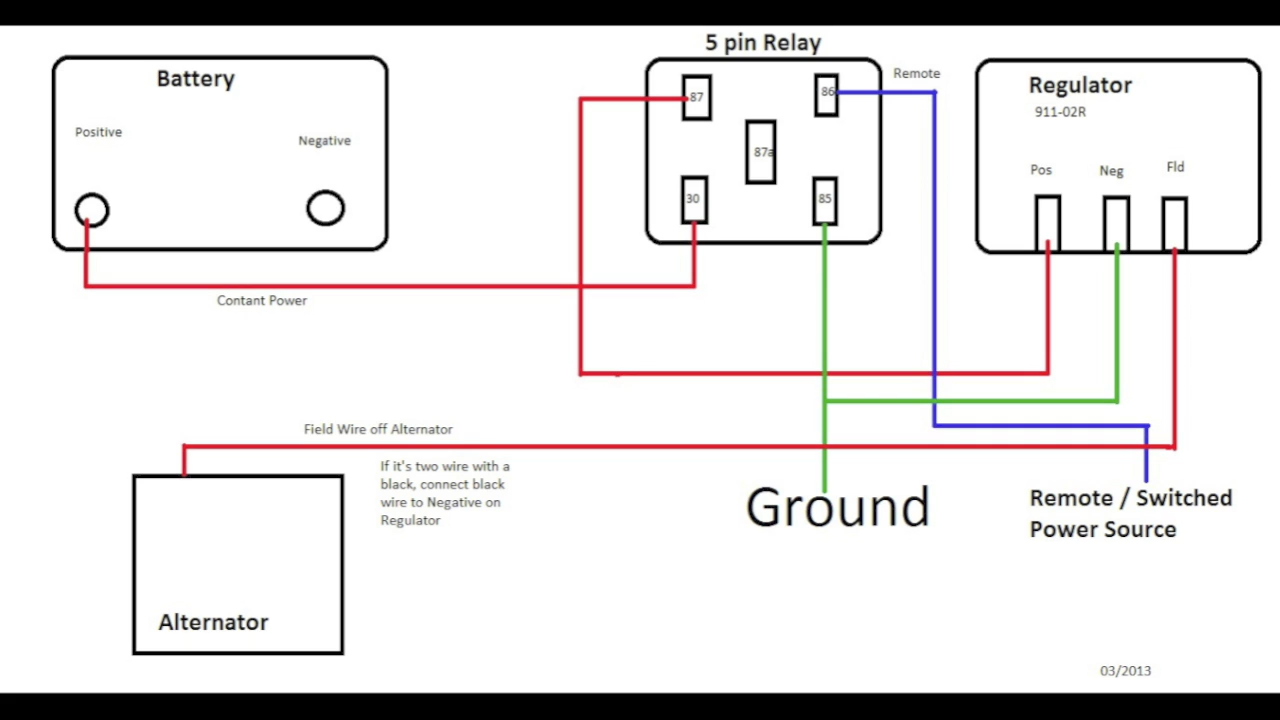 5 pin Relay
Battery
Positive
Negative
87
86
87a
30
85
Remote
Regulator
911-02R
Pos
Neg
Fld
Contant Power
Field Wire off Alternator
If it's two wire with a
black, connect black
wire to Negative on
Regulator
Ground
Remote / Switched
Power Source
Alternator
03/2013